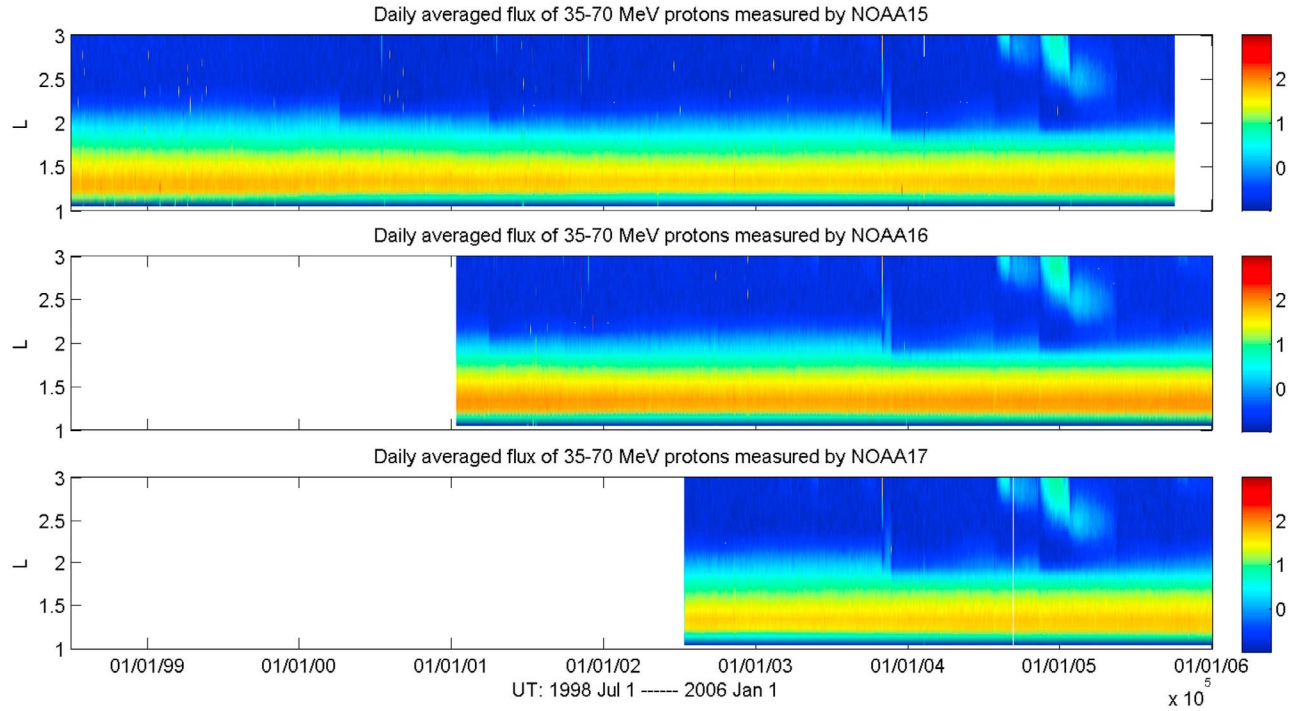 Daily averaged flux of 35-70 MeV protons measured by NOAA15
3
2.5
2
1.5
1
L
2
1
0
Daily averaged flux of 35-70 MeV protons measured by NOAA16
3
2.5
2
1.5
1
L
2
1
0
Daily averaged flux of 35-70 MeV protons measured by NOAA17
3
2.5
2
1.5
1
L
2
1
0
01/01/99 01/01/00 01/01/01 01/01/02 01/01/03 01/01/04 01/01/05 01/01/06
UT: 1998 Jul 1 ------ 2006 Jan 1
x 10^5